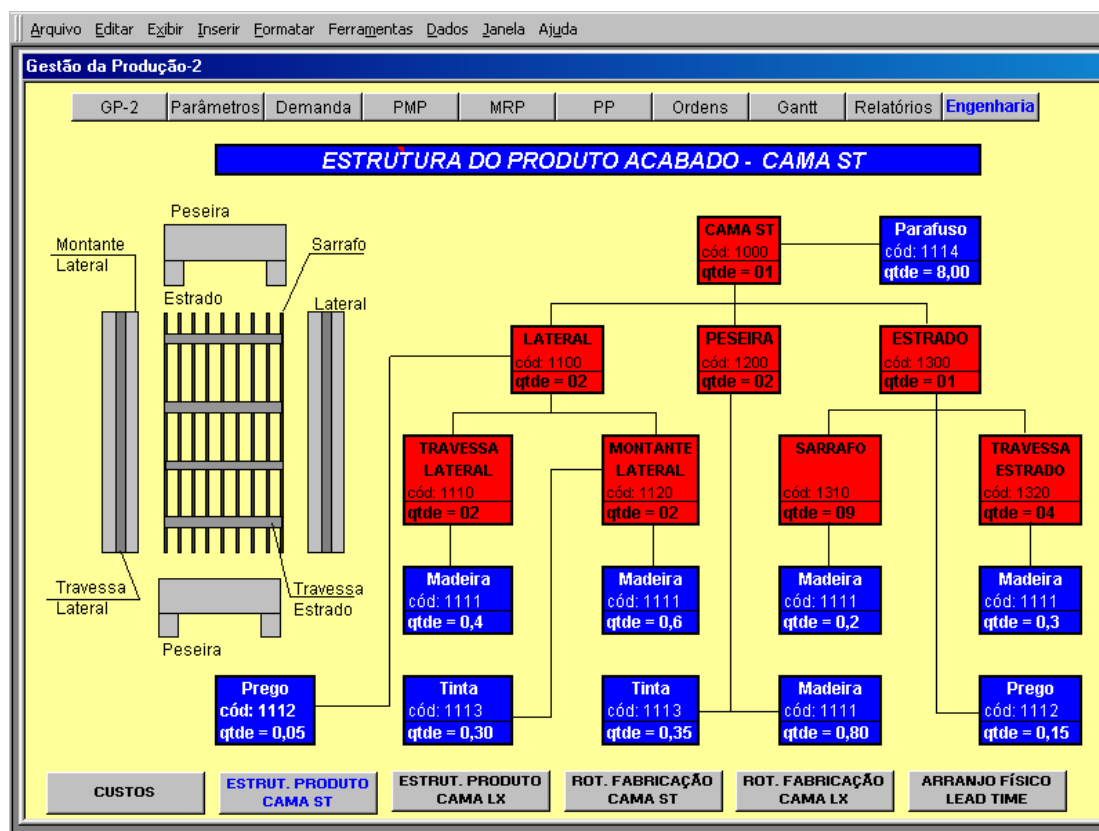 Arquivo Editar Exibir Inserir Formatar Ferramentas Dados Janela Ajuda
Gestão da Produção-2
GP-2 Parâmetros Demanda PMP MRP PP Ordens Gantt Relatórios Engenharia
ESTRUTURA DO PRODUTO ACABADO - CAMA ST
Peseira
Montante
Lateral
Sarrafo
Estrado
Lateral
Travessa
Lateral
Travessa
Estrado
Peseira
CAMA ST
cód: 1000
qtde = 01
Parafuso
cód: 1114
qtde = 8,00
LATERAL
cód: 1100
qtde = 02
PESEIRA
cód: 1200
qtde = 02
ESTRADO
cód: 1300
qtde = 01
TRAVESSA
LATERAL
cód: 1110
qtde = 02
MONTANTE
LATERAL
cód: 1120
qtde = 02
SARRAFO
cód: 1310
qtde = 09
TRAVESSA
ESTRADO
cód: 1320
qtde = 04
Madeira
cód: 1111
qtde = 0,4
Madeira
cód: 1111
qtde = 0,6
Madeira
cód: 1111
qtde = 0,2
Madeira
cód: 1111
qtde = 0,3
Prego
cód: 1112
qtde = 0,05
Tinta
cód: 1113
qtde = 0,30
Tinta
cód: 1113
qtde = 0,35
Madeira
cód: 1111
qtde = 0,80
Prego
cód: 1112
qtde = 0,15
CUSTOS
ESTRUT. PRODUTO
CAMA ST
ESTRUT. PRODUTO
CAMA LX
ROT. FABRICAÇÃO
CAMA ST
ROT. FABRICAÇÃO
CAMA LX
ARRANJO FÍSICO
LEAD TIME